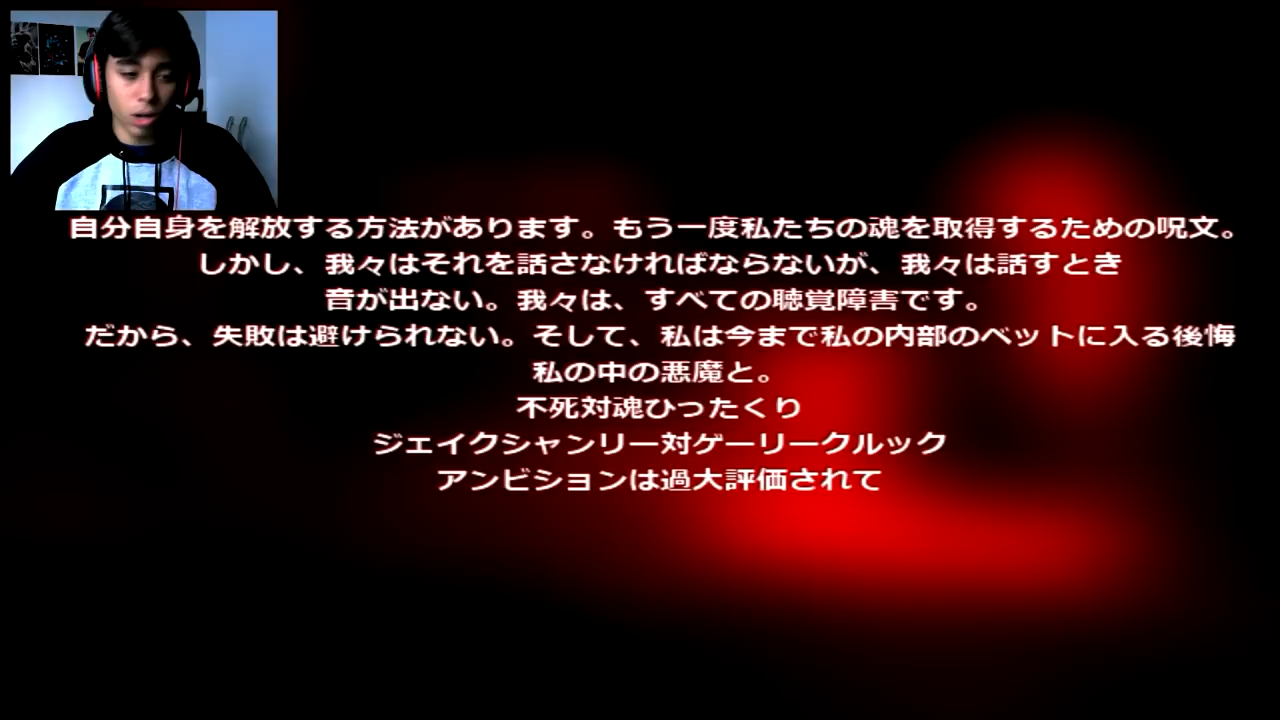 自分自身を解放する方法があります。もう一度私たちの魂を取得するための呪文。
しかし、我々はそれを話さなければならないが、我々は話すとき
音が出ない。我々は、すべての聴覚障害です。
だから、失敗は避けられない。そして、私は今まで私の内部のベットに入る後悔
私の中の悪魔と。
不死対魂ひったくり
ジェイクシャンリー対ゲーリークルック
アンビションは過大評価されて